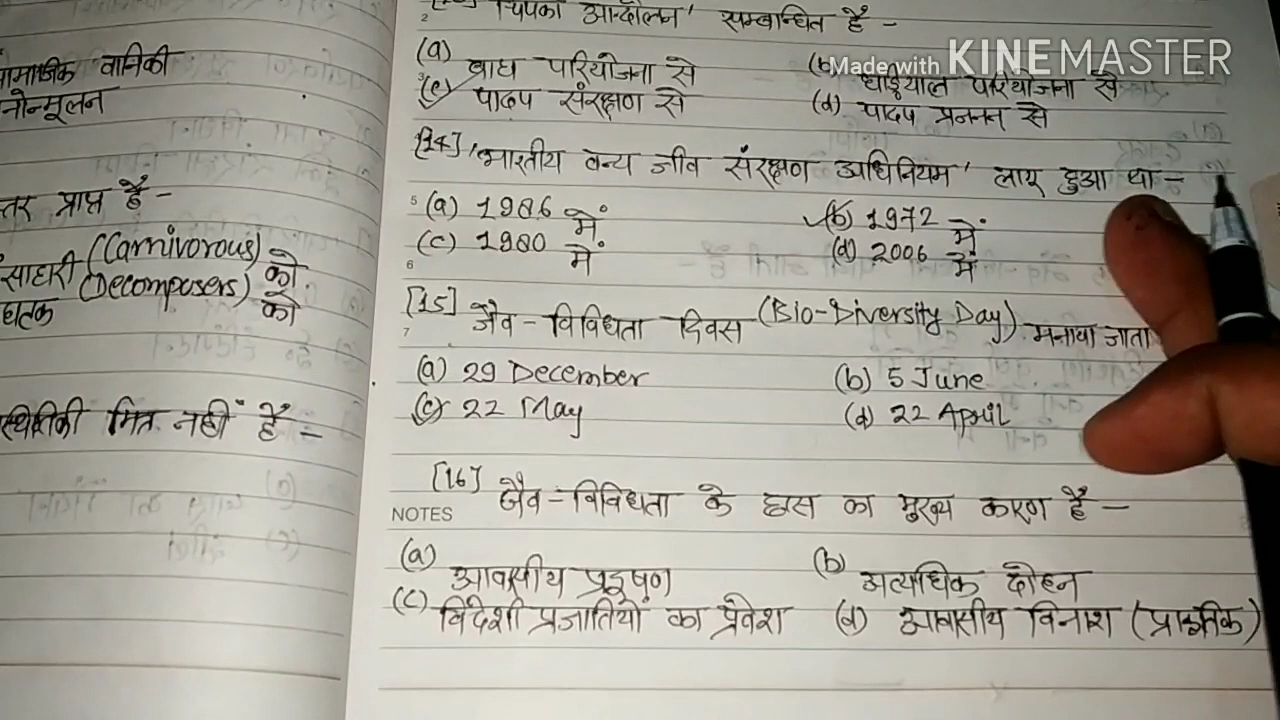 Made with KINEMASTER
सामाजिक वानिकी
नोन्मूलन
तर प्राप्त है -
साहारी (Carnivorous) को
घटक (Decomposers) को
स्थितिकी मित्र नहीं है -
चिपको आन्दोलन' सम्बन्धित है -
(a) बाघ परियोजना से
(b) घड़ियाल परियोजना से
(c) पादप संरक्षण से
(d) पादप प्रजनन से
[14] 'भारतीय वन्य जीव संरक्षण अधिनियम' लागू हुआ था -
(a) 1986 में
(b) 1972 में
(c) 1980 में
(d) 2006 में
[15] जैव - विविधता दिवस (Bio-Diversity Day) मनाया जाता
(a) 29 December
(b) 5 June
(c) 22 May
(d) 22 April
[16] जैव - विविधता के ह्रास का मुख्य कारण है -
NOTES
(a) आवासीय प्रदूषण
(b) अत्यधिक दोहन
(c) विदेशी प्रजातियों का प्रवेश
(d) आवासीय विनाश (प्राकृतिक)